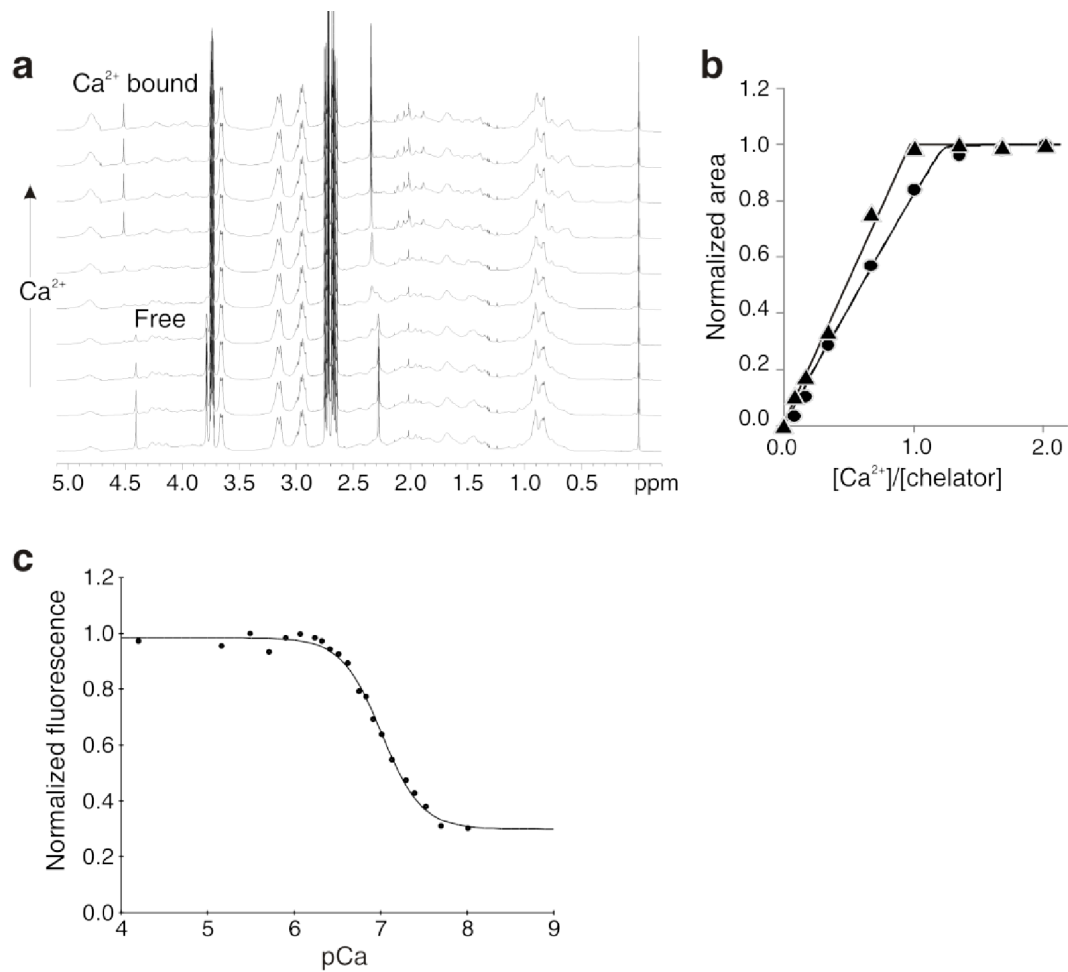 a
Ca²⁺ bound
Ca²⁺
Free
5.0 4.5 4.0 3.5 3.0 2.5 2.0 1.5 1.0 0.5 ppm
b
1.2
1.0
0.8
0.6
0.4
0.2
0.0
Normalized area
0.0 1.0 2.0
[Ca²⁺]/[chelator]
c
1.2
1.0
0.8
0.6
0.4
0.2
0.0
Normalized fluorescence
4 5 6 7 8 9
pCa